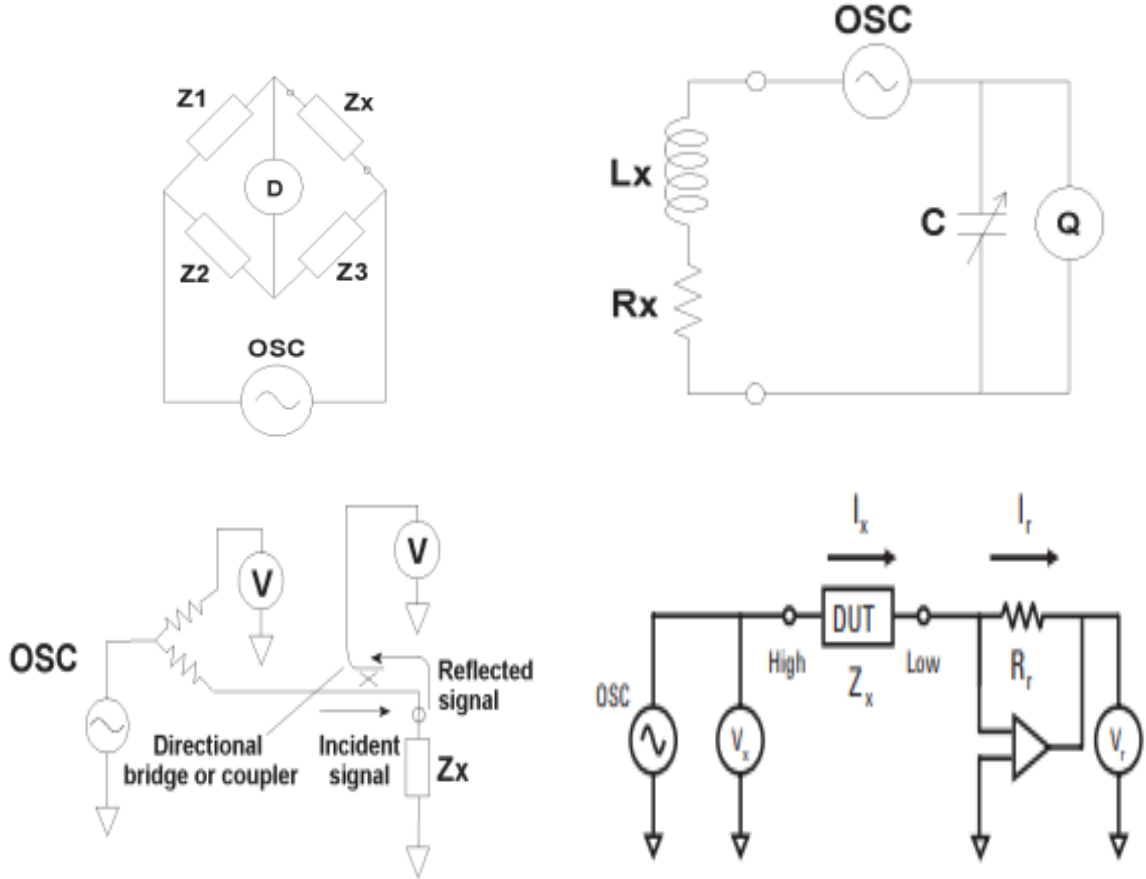 Z1
Zx
D
Z2
Z3
OSC
OSC
Lx
C
Q
Rx
OSC
V
V
Reflected
signal
Directional
bridge or coupler
Incident
signal
Zx
Ix
Ir
DUT
High
Low
Zx
Rr
OSC
Vx
Vr